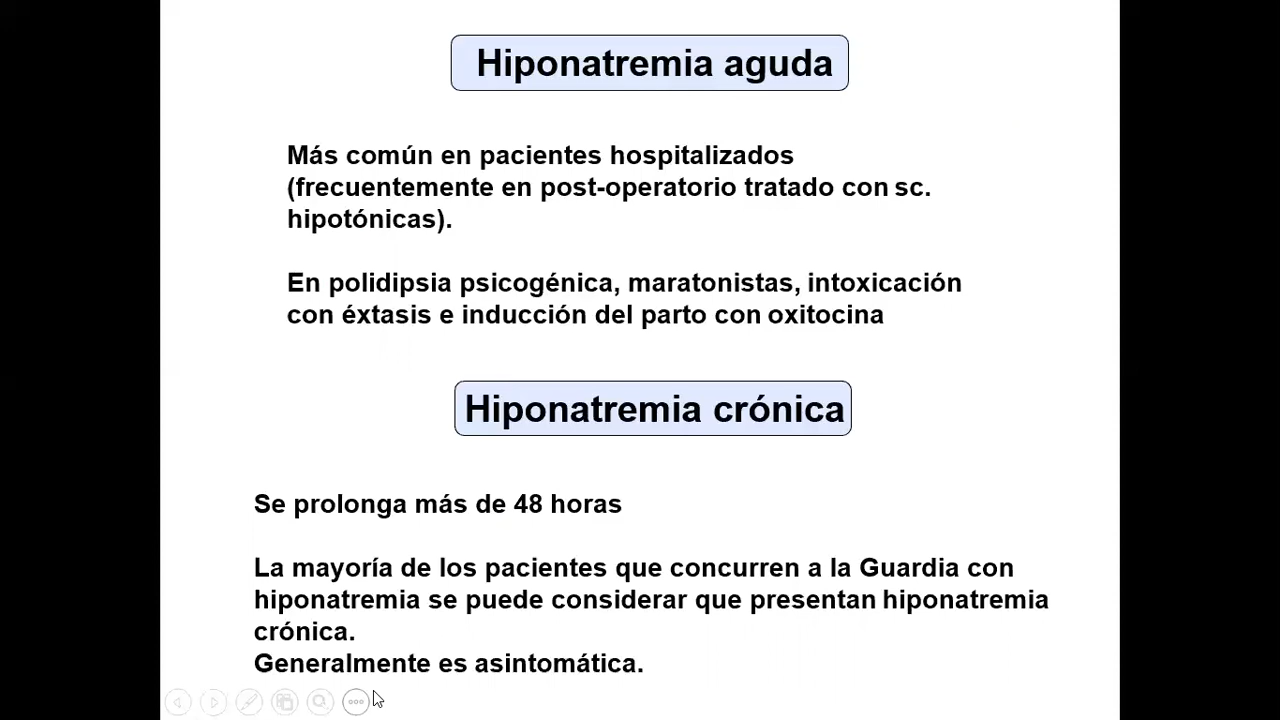 Hiponatremia aguda
Más común en pacientes hospitalizados
(frecuentemente en post-operatorio tratado con sc.
hipotónicas).
En polidipsia psicogénica, maratonistas, intoxicación
con éxtasis e inducción del parto con oxitocina
Hiponatremia crónica
Se prolonga más de 48 horas
La mayoría de los pacientes que concurren a la Guardia con
hiponatremia se puede considerar que presentan hiponatremia
crónica.
Generalmente es asintomática.